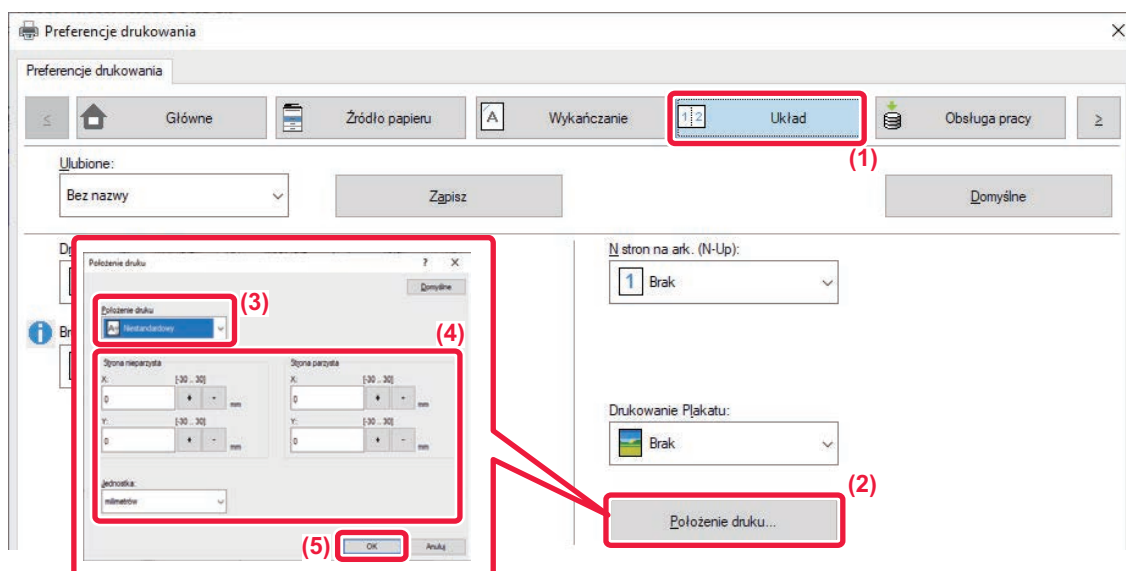 Preferencje drukowania
Preferencje drukowania
< Główne Źródło papieru A Wykańczanie 1 2 Układ Obsługa pracy >
(1)
Ulubione:
Bez nazwy Zapisz Domyślne
Położenie druku ? X
Domyślne
Położenie druku
(3)
Niestandardowy
(4)
Strona nieparzysta Strona parzysta
X: [-30 .. 30] X: [-30 .. 30]
0 + - mm 0 + - mm
Y: [-30 .. 30] Y: [-30 .. 30]
0 + - mm 0 + - mm
Jednostka:
milimetrów
(5) OK Anuluj
N stron na ark. (N-Up):
1 Brak
Drukowanie Plakatu:
Brak
(2)
Położenie druku...